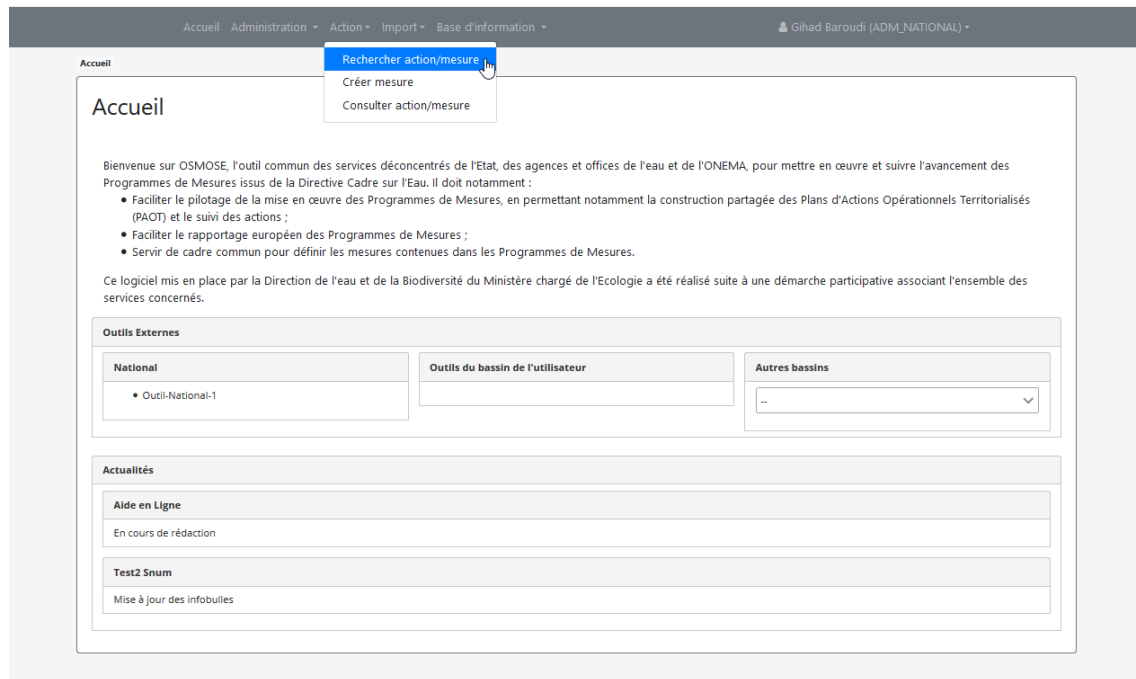 Accueil Administration Action Import Base d'information Gihad Baroudi (ADM_NATIONAL)
Rechercher action/mesure
Créer mesure
Consulter action/mesure
Accueil
Accueil
Bienvenue sur OSMOSE, l'outil commun des services déconcentrés de l'Etat, des agences et offices de l'eau et de l'ONEMA, pour mettre en œuvre et suivre l'avancement des
Programmes de Mesures issus de la Directive Cadre sur l'Eau. Il doit notamment :
• Faciliter le pilotage de la mise en œuvre des Programmes de Mesures, en permettant notamment la construction partagée des Plans d'Actions Opérationnels Territorialisés
(PAOT) et le suivi des actions ;
• Faciliter le rapportage européen des Programmes de Mesures ;
• Servir de cadre commun pour définir les mesures contenues dans les Programmes de Mesures.
Ce logiciel mis en place par la Direction de l'eau et de la Biodiversité du Ministère chargé de l'Ecologie a été réalisé suite à une démarche participative associant l'ensemble des
services concernés.
Outils Externes
National
• Outil-National-1
Outils du bassin de l'utilisateur
Autres bassins
--
Actualités
Aide en Ligne
En cours de rédaction
Test2 Snum
Mise à jour des infobulles